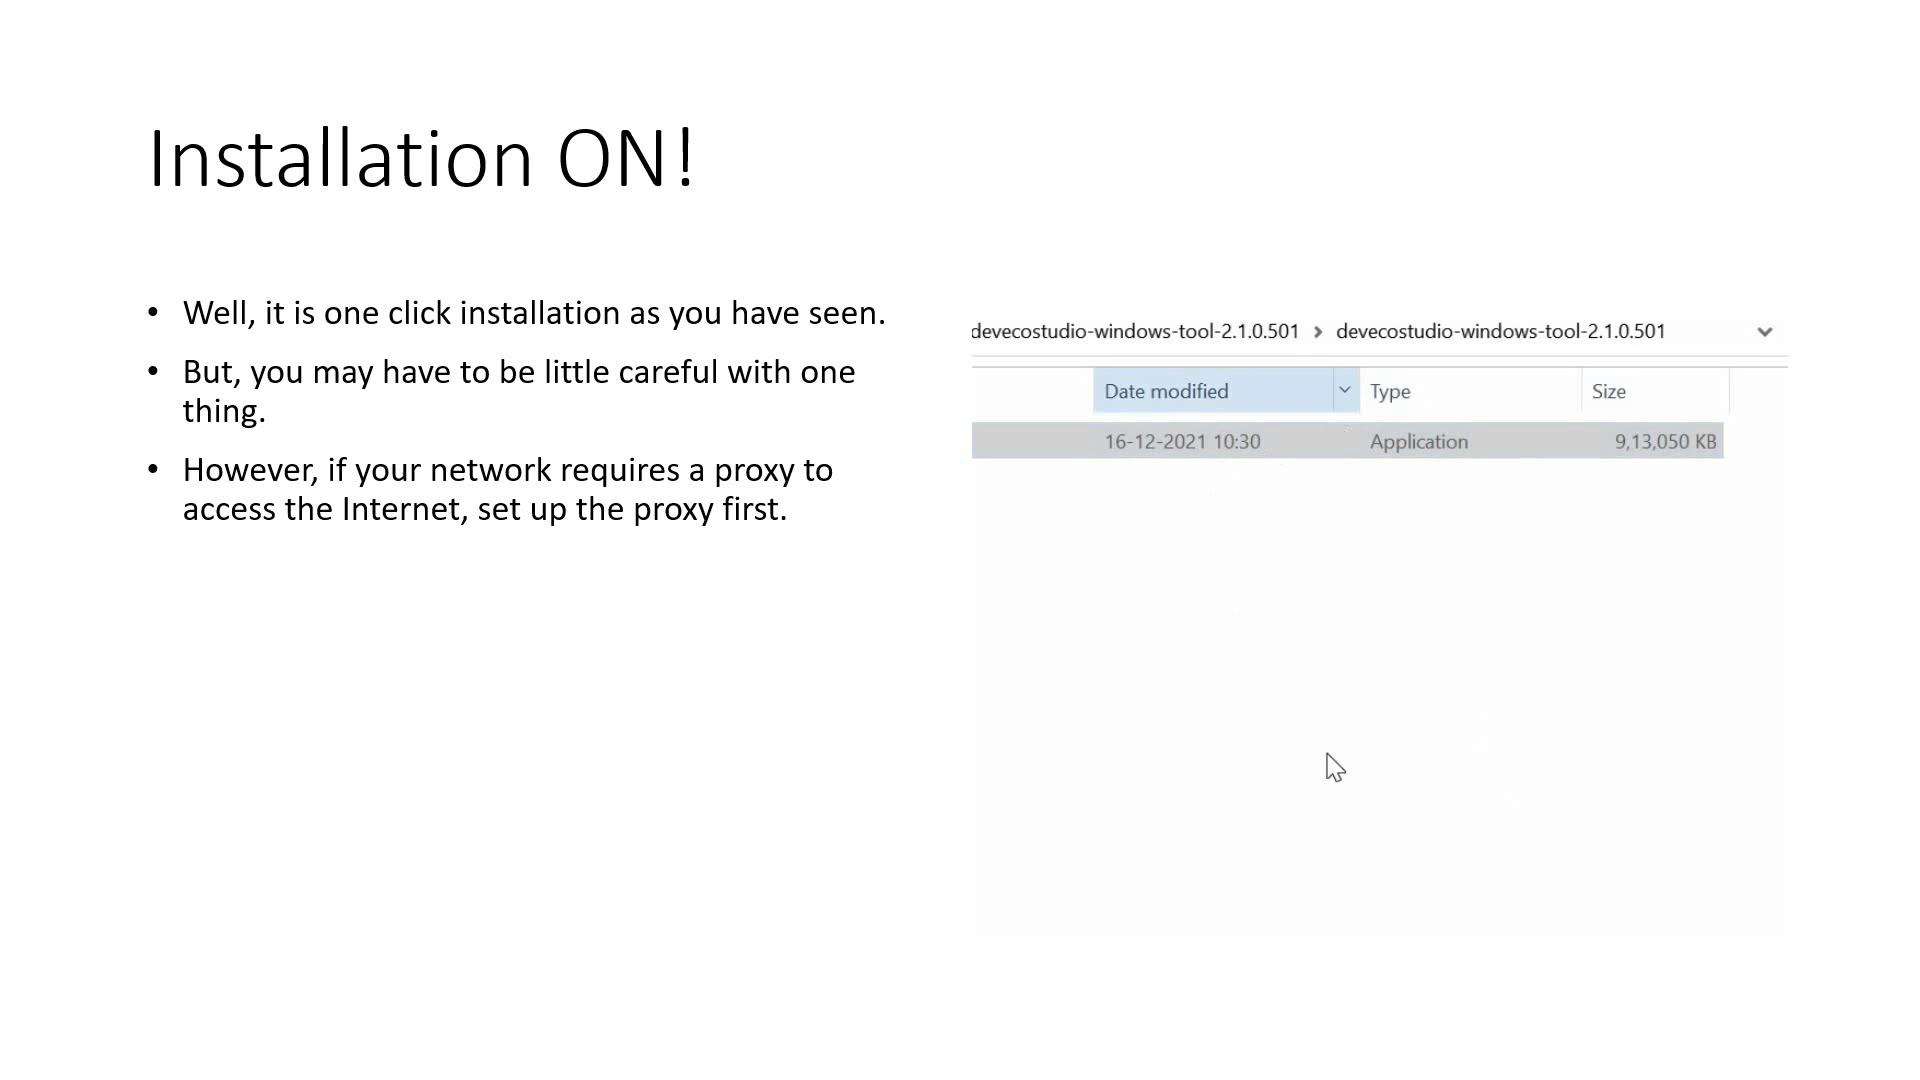 Installation ON!
• Well, it is one click installation as you have seen.
• But, you may have to be little careful with one
thing.
• However, if your network requires a proxy to
access the Internet, set up the proxy first.
devecostudio-windows-tool-2.1.0.501 > devecostudio-windows-tool-2.1.0.501
Date modified Type Size
16-12-2021 10:30 Application 9,13,050 KB